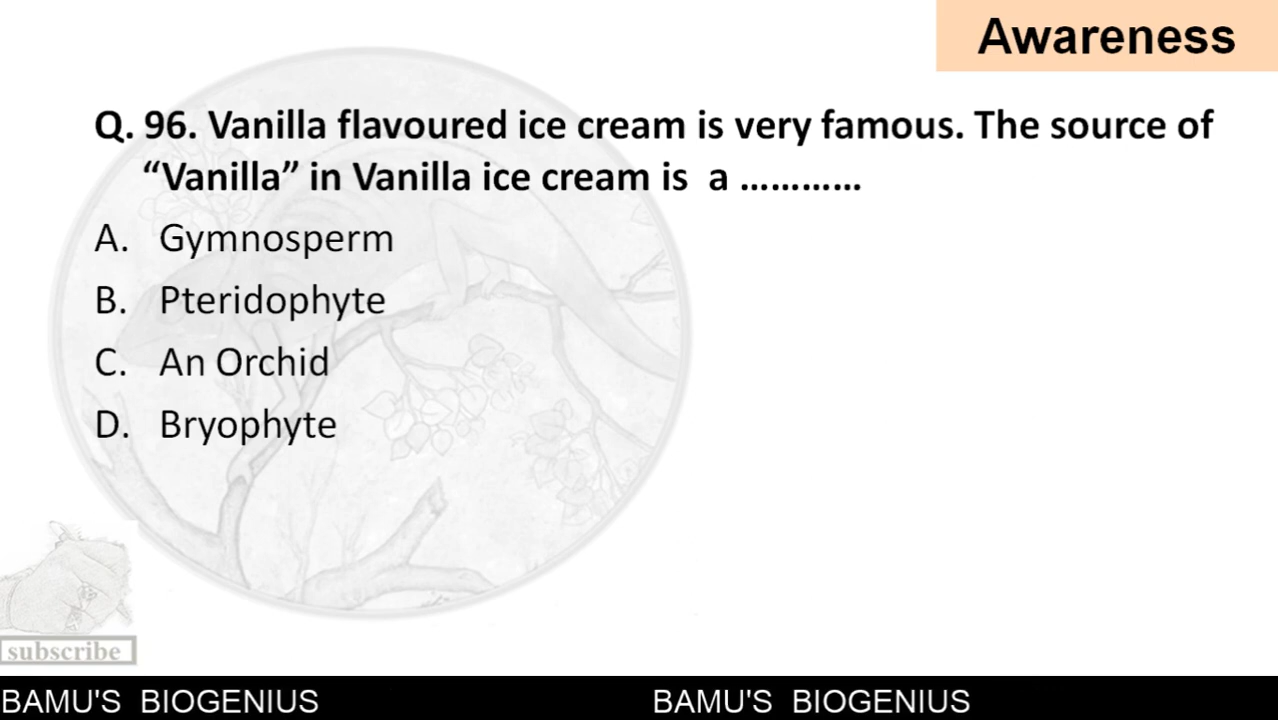 Awareness
Q. 96. Vanilla flavoured ice cream is very famous. The source of
“Vanilla” in Vanilla ice cream is a ............
A. Gymnosperm
B. Pteridophyte
C. An Orchid
D. Bryophyte
subscribe
BAMU'S BIOGENIUS BAMU'S BIOGENIUS